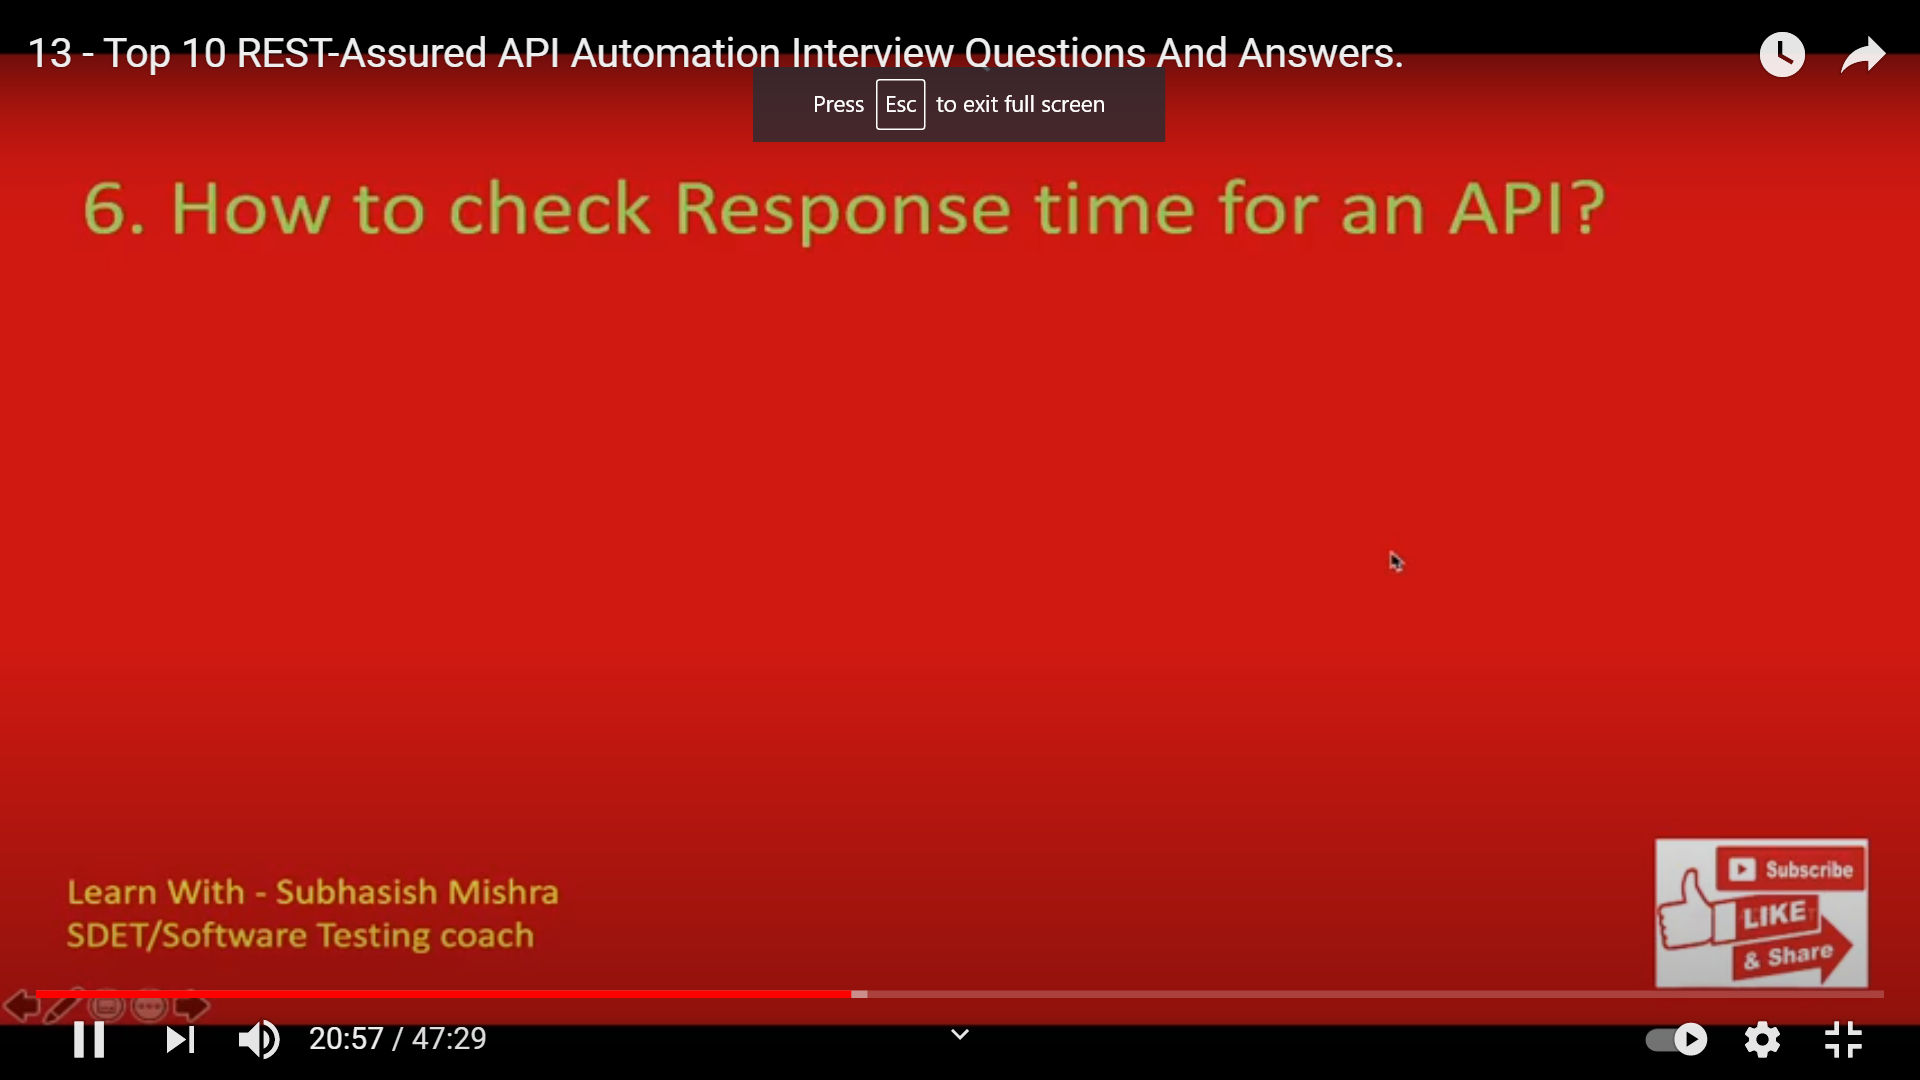 13 - Top 10 REST-Assured API Automation Interview Questions And Answers.
Press Esc to exit full screen
6. How to check Response time for an API?
Learn With - Subhasish Mishra
SDET/Software Testing coach
Subscribe
LIKE
& Share
20:57 / 47:29